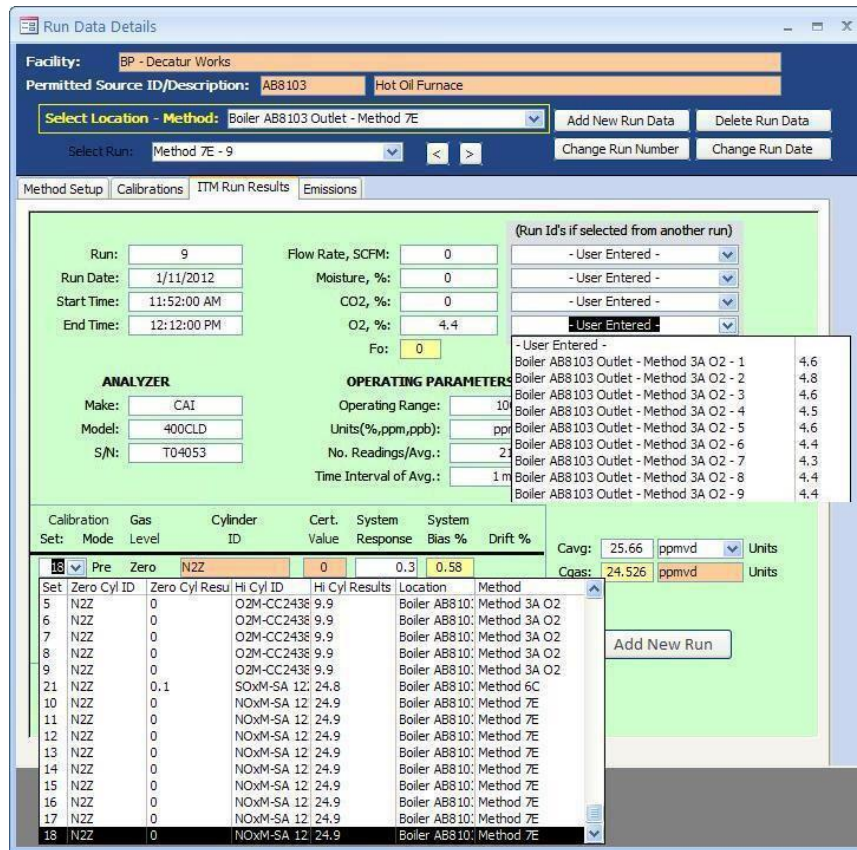 Run Data Details
Facility: BP - Decatur Works
Permitted Source ID/Description: AB8103 Hot Oil Furnace
Select Location - Method: Boiler AB8103 Outlet - Method 7E Add New Run Data Delete Run Data
Select Run: Method 7E - 9 < > Change Run Number Change Run Date
Method Setup Calibrations ITM Run Results Emissions
(Run Id's if selected from another run)
Run: 9 Flow Rate, SCFM: 0 - User Entered -
Run Date: 1/11/2012 Moisture, %: 0 - User Entered -
Start Time: 11:52:00 AM CO2, %: 0 - User Entered -
End Time: 12:12:00 PM O2, %: 4.4 - User Entered -
Fo: 0 - User Entered -
Boiler AB8103 Outlet - Method 3A O2 - 1 4.6
Boiler AB8103 Outlet - Method 3A O2 - 2 4.8
Boiler AB8103 Outlet - Method 3A O2 - 3 4.6
Boiler AB8103 Outlet - Method 3A O2 - 4 4.5
Boiler AB8103 Outlet - Method 3A O2 - 5 4.6
Boiler AB8103 Outlet - Method 3A O2 - 6 4.4
Boiler AB8103 Outlet - Method 3A O2 - 7 4.3
Boiler AB8103 Outlet - Method 3A O2 - 8 4.4
Boiler AB8103 Outlet - Method 3A O2 - 9 4.4
ANALYZER OPERATING PARAMETERS
Make: CAI Operating Range:
Model: 400CLD Units(%,ppm,ppb):
S/N: T04053 No. Readings/Avg.: 21
Time Interval of Avg.: 1 m
Calibration Gas Cylinder Cert. System System
Set: Mode Level ID Value Response Bias % Drift %
18 Pre Zero N2Z 0 0.3 0.58
Cavg: 25.66 ppmvd Units
Cgas: 24.526 ppmvd Units
Add New Run
Set Zero Cyl ID Zero Cyl Resu Hi Cyl ID Hi Cyl Results Location Method
5 N2Z 0 O2M-CC2438 9.9 Boiler AB810 Method 3A O2
6 N2Z 0 O2M-CC2438 9.9 Boiler AB810 Method 3A O2
7 N2Z 0 O2M-CC2438 9.9 Boiler AB810 Method 3A O2
8 N2Z 0 O2M-CC2438 9.9 Boiler AB810 Method 3A O2
9 N2Z 0 O2M-CC2438 9.9 Boiler AB810 Method 3A O2
21 N2Z 0.1 SOxM-SA 12 24.8 Boiler AB810 Method 6C
10 N2Z 0 NOxM-SA 12 24.9 Boiler AB810 Method 7E
11 N2Z 0 NOxM-SA 12 24.9 Boiler AB810 Method 7E
12 N2Z 0 NOxM-SA 12 24.9 Boiler AB810 Method 7E
13 N2Z 0 NOxM-SA 12 24.9 Boiler AB810 Method 7E
14 N2Z 0 NOxM-SA 12 24.9 Boiler AB810 Method 7E
15 N2Z 0 NOxM-SA 12 24.9 Boiler AB810 Method 7E
16 N2Z 0 NOxM-SA 12 24.9 Boiler AB810 Method 7E
17 N2Z 0 NOxM-SA 12 24.9 Boiler AB810 Method 7E
18 N2Z 0 NOxM-SA 12 24.9 Boiler AB810 Method 7E